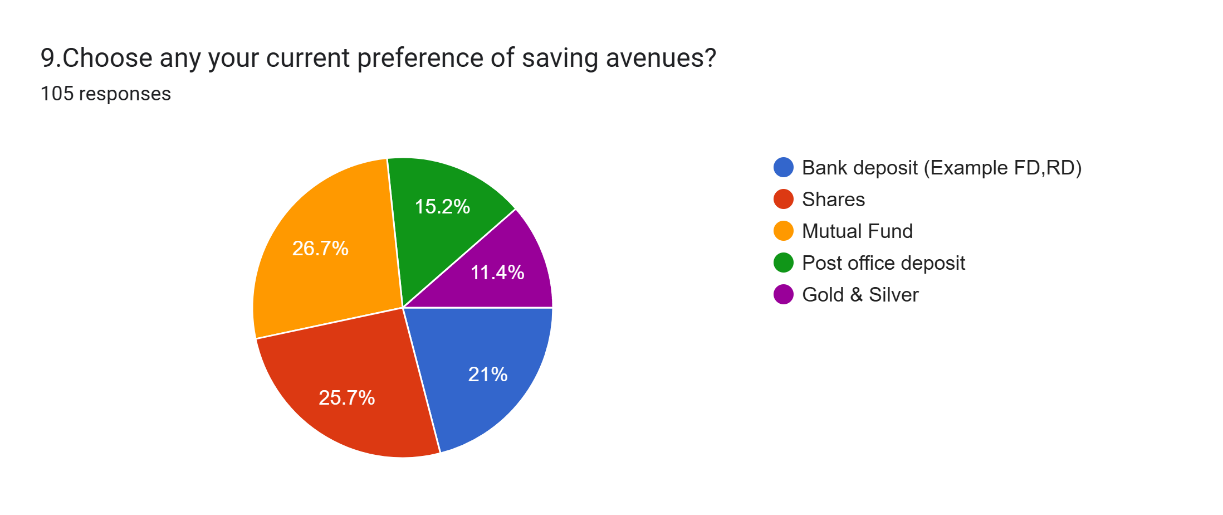 9.Choose any your current preference of saving avenues?
105 responses
15.2%
26.7%
11.4%
21%
25.7%
Bank deposit (Example FD,RD)
Shares
Mutual Fund
Post office deposit
Gold & Silver